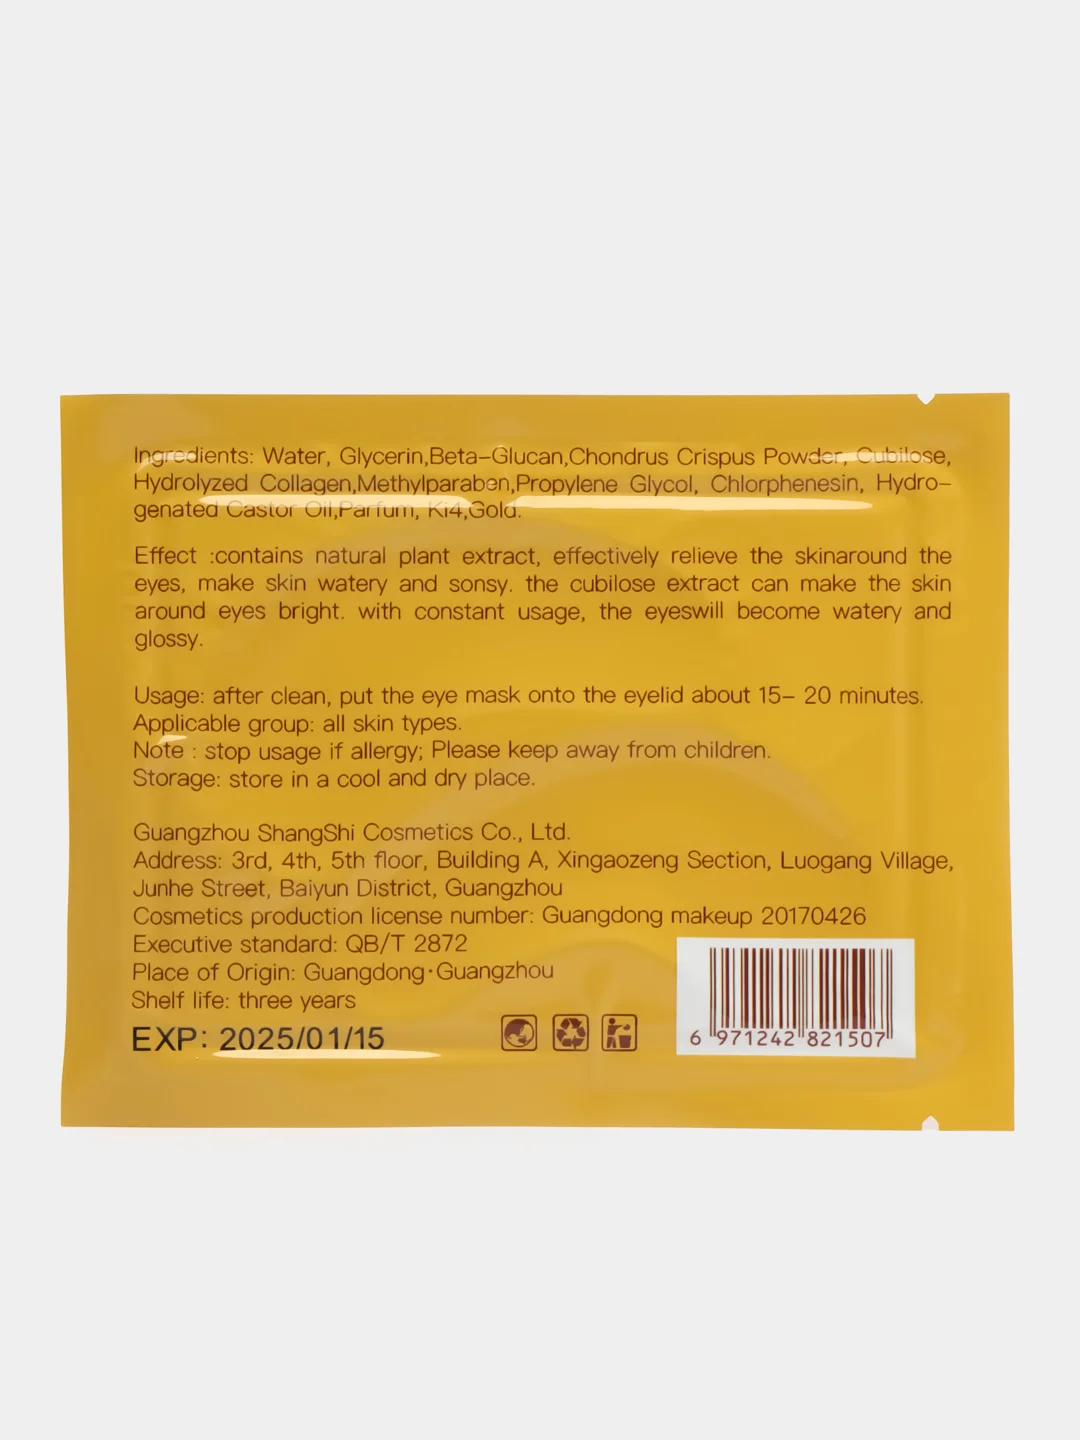 Ingredients: Water, Glycerin,Beta-Glucan,Chondrus Crispus Powder, Cubilose,
Hydrolyzed Collagen,Methylparaben,Propylene Glycol, Chlorphenesin, Hydro-
genated Castor Oil,Parfum, Ki4,Gold.
Effect :contains natural plant extract, effectively relieve the skinaround the
eyes, make skin watery and sonsy. the cubilose extract can make the skin
around eyes bright. with constant usage, the eyeswill become watery and
glossy.
Usage: after clean, put the eye mask onto the eyelid about 15- 20 minutes.
Applicable group: all skin types.
Note : stop usage if allergy; Please keep away from children.
Storage: store in a cool and dry place.
Guangzhou ShangShi Cosmetics Co., Ltd.
Address: 3rd, 4th, 5th floor, Building A, Xingaozeng Section, Luogang Village,
Junhe Street, Baiyun District, Guangzhou
Cosmetics production license number: Guangdong makeup 20170426
Executive standard: QB/T 2872
Place of Origin: Guangdong·Guangzhou
Shelf life: three years
EXP: 2025/01/15
6 971242 821507